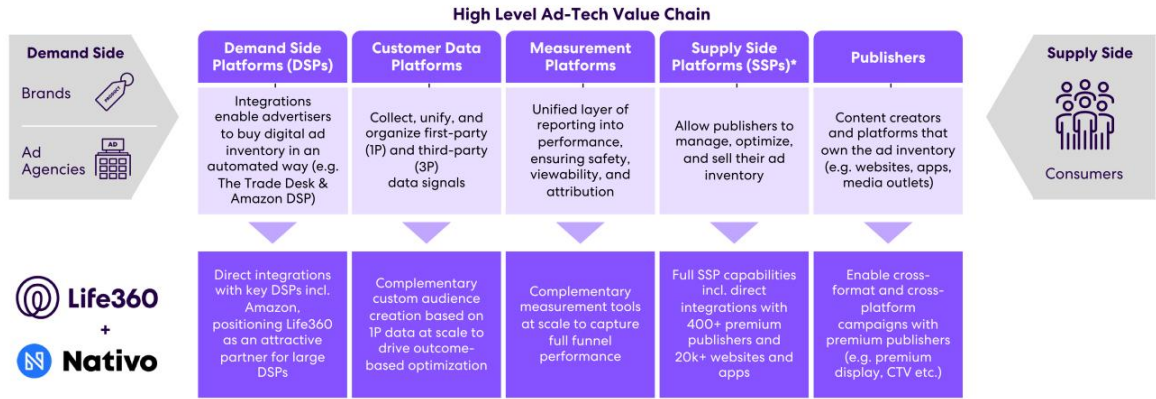 High Level Ad-Tech Value Chain
Demand Side
Brands
PRODUCT
Ad
Agencies
AD
Demand Side
Platforms (DSPs)
Integrations
enable advertisers
to buy digital ad
inventory in an
automated way (e.g.
The Trade Desk &
Amazon DSP)
Customer Data
Platforms
Collect, unify, and
organize first-party
(1P) and third-party
(3P)
data signals
Measurement
Platforms
Unified layer of
reporting into
performance,
ensuring safety,
viewability, and
attribution
Supply Side
Platforms (SSPs)*
Allow publishers to
manage, optimize,
and sell their ad
inventory
Publishers
Content creators
and platforms that
own the ad inventory
(e.g. websites, apps,
media outlets)
Supply Side
Consumers
Life360
+
Nativo
Direct integrations
with key DSPs incl.
Amazon,
positioning Life360
as an attractive
partner for large
DSPs
Complementary
custom audience
creation based on
1P data at scale to
drive outcome-
based optimization
Complementary
measurement tools
at scale to capture
full funnel
performance
Full SSP capabilities
incl. direct
integrations with
400+ premium
publishers and
20k+ websites and
apps
Enable cross-
format and cross-
platform
campaigns with
premium publishers
(e.g. premium
display, CTV etc.)